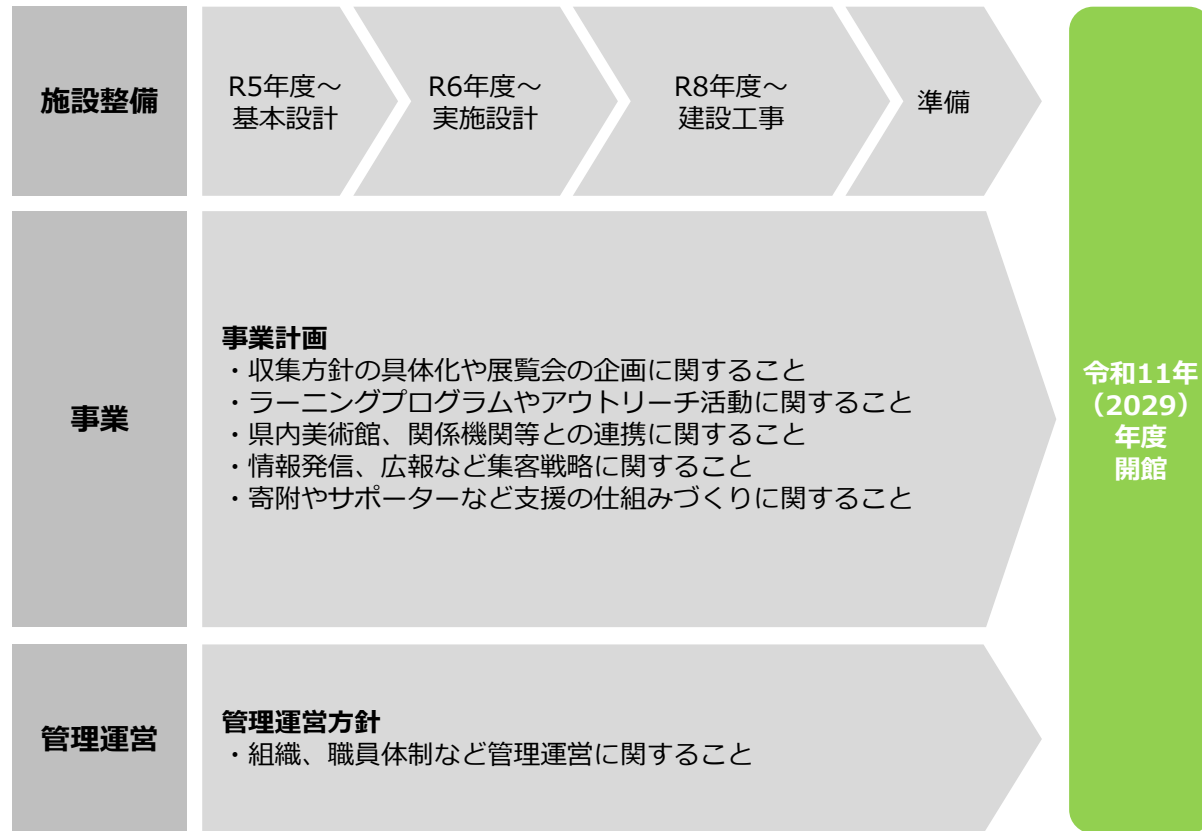 施設整備
R5年度～
基本設計
R6年度～
実施設計
R8年度～
建設工事
準備
事業
事業計画
・収集方針の具体化や展覧会の企画に関すること
・ラーニングプログラムやアウトリーチ活動に関すること
・県内美術館、関係機関等との連携に関すること
・情報発信、広報など集客戦略に関すること
・寄附やサポーターなど支援の仕組みづくりに関すること
管理運営
管理運営方針
・組織、職員体制など管理運営に関すること
令和11年
（2029）
年度
開館